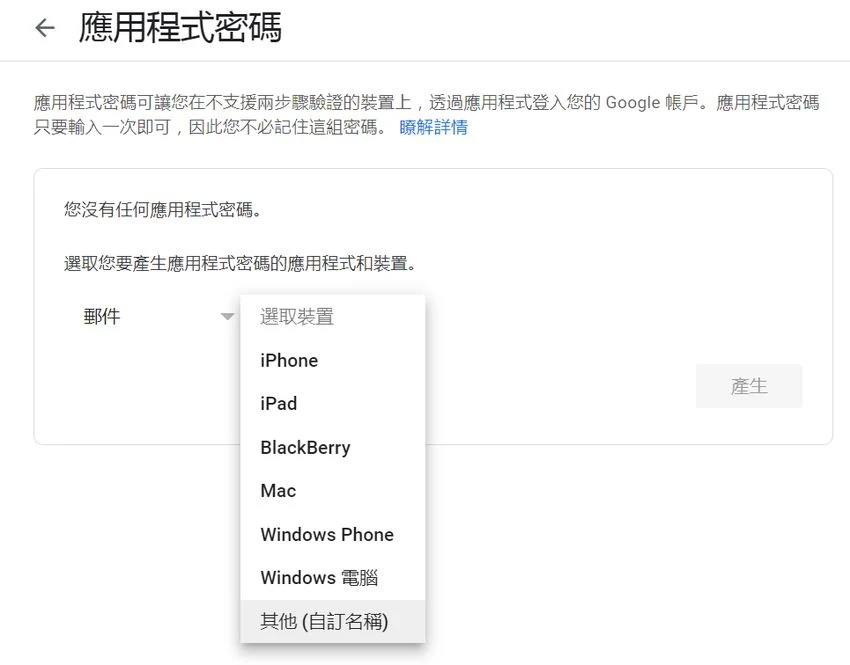 應用程式密碼
應用程式密碼可讓您在不支援兩步驟驗證的裝置上，透過應用程式登入您的 Google 帳戶。應用程式密碼
只要輸入一次即可，因此您不必記住這組密碼。 瞭解詳情
您沒有任何應用程式密碼。
選取您要產生應用程式密碼的應用程式和裝置。
郵件
選取裝置
iPhone
iPad
BlackBerry
Mac
Windows Phone
Windows 電腦
其他 (自訂名稱)
產生